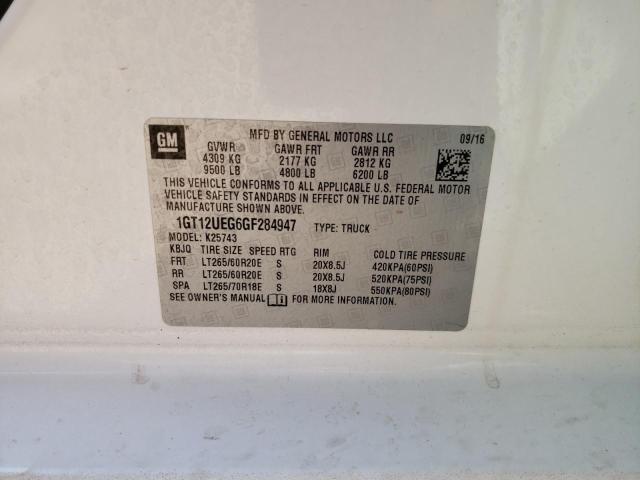 GM
MFD BY GENERAL MOTORS LLC 09/16
GVWR GAWR FRT GAWR RR
4309 KG 2177 KG 2812 KG
9500 LB 4800 LB 6200 LB
THIS VEHICLE CONFORMS TO ALL APPLICABLE U.S. FEDERAL MOTOR
VEHICLE SAFETY STANDARDS IN EFFECT ON THE DATE OF
MANUFACTURE SHOWN ABOVE.
1GT12UEG6GF284947 TYPE: TRUCK
MODEL: K25743
KBJQ TIRE SIZE SPEED RTG RIM COLD TIRE PRESSURE
FRT LT265/60R20E S 20X8.5J 420KPA(60PSI)
RR LT265/60R20E S 20X8.5J 520KPA(75PSI)
SPA LT265/70R18E S 18X8J 550KPA(80PSI)
SEE OWNER'S MANUAL FOR MORE INFORMATION